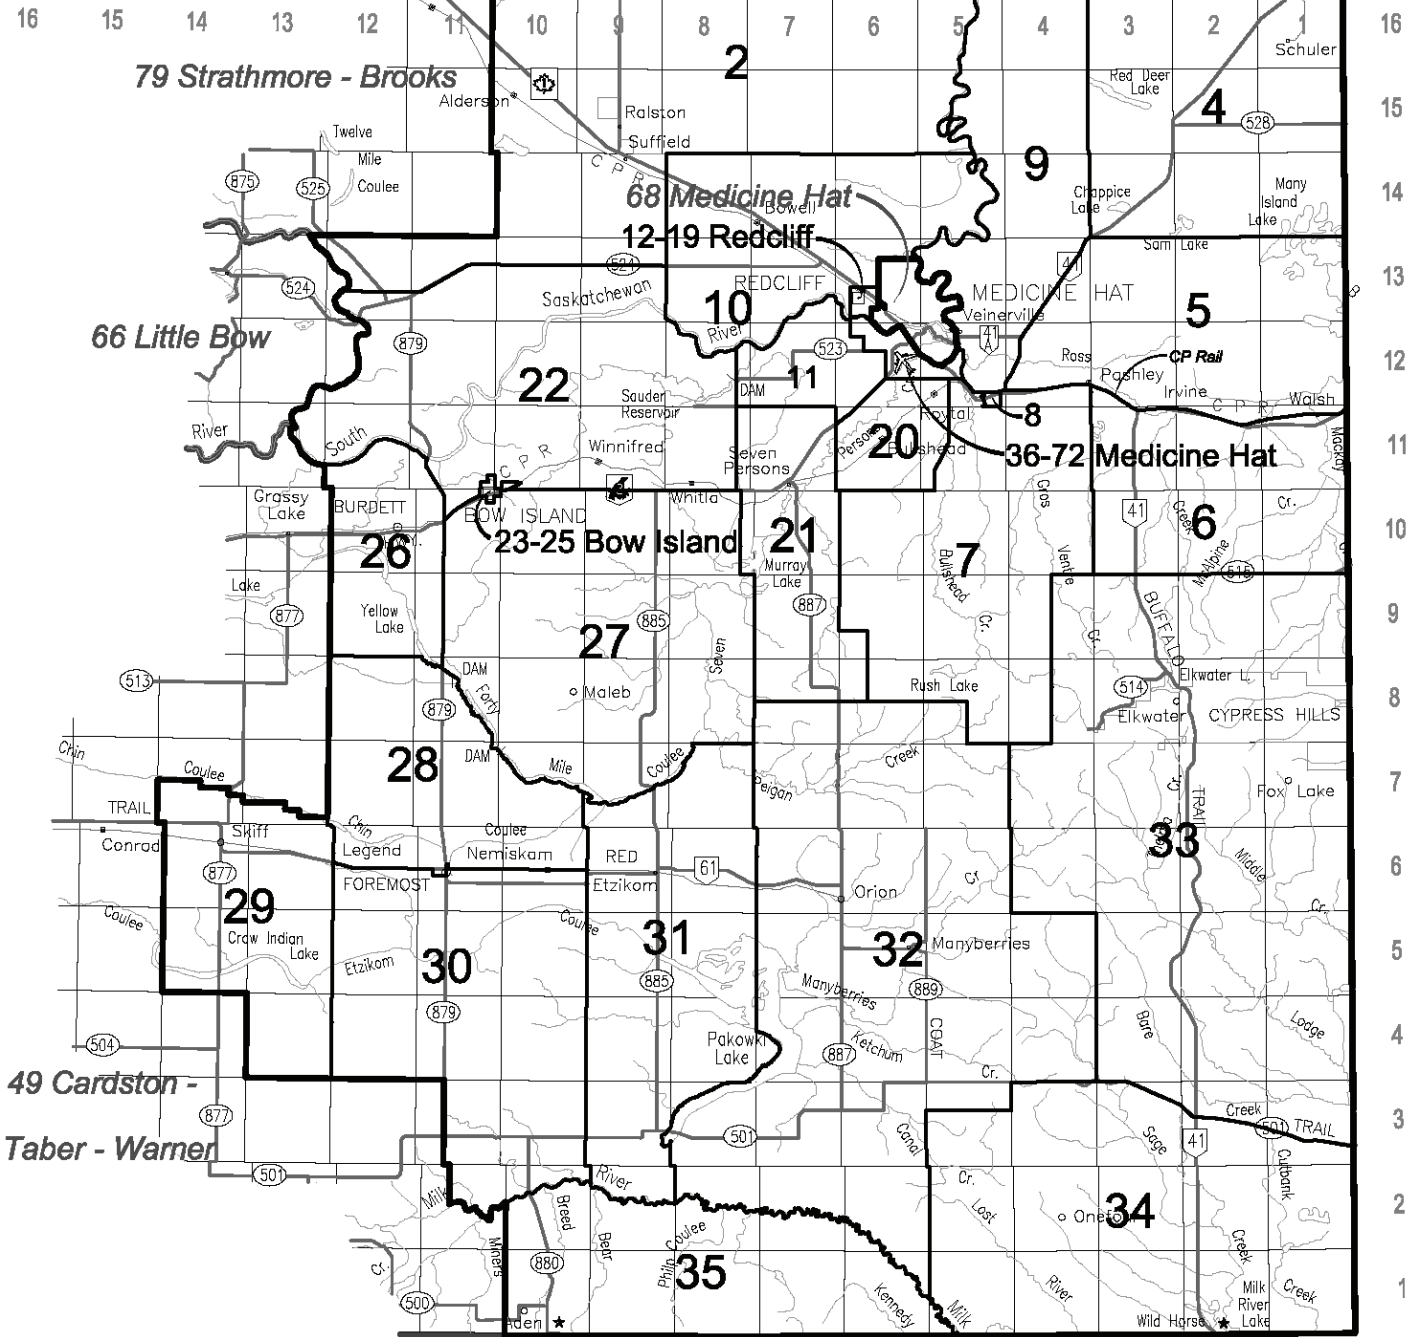 16 15 14 13 12 11 10 9 8 7 6 5 4 3 2 1 16
Schuler
2
79 Strathmore - Brooks
1
Red Deer
Lake
Alderson
4
15
Ralston
528
Twelve
Suffield
Mile
C P R
9
875
525
Coulee
68 Medicine Hat
Chappice
Lake
Many
Island
Lake
14
Bowell
12-19 Redcliff
Sam Lake
524
41
524
REDCLIFF
MEDICINE HAT
13
Saskatchewan
10
Veinerville
5
66 Little Bow
River
41
A
879
523
Ross
CP Rail
12
22
11
Pashley
DAM
Irvine
C P R
Walsh
Sauder
Reservoir
8
River
South
Winnifred
Seven
Persons
Persons
20
Bullshead
36-72 Medicine Hat
Mackay
11
C P R
Whitla
Grassy
Lake
BURDETT
BOW ISLAND
Gros
41
Creek
Cr.
26
23-25 Bow Island
21
6
10
7
Murray
Lake
Bullshead
Ventre
McAlpine
515
Lake
Yellow
Lake
877
27
885
887
Cr.
Cr.
BUFFALO
9
Seven
513
DAM
Forty
Maleb
Rush Lake
514
Elkwater L.
8
879
Elkwater
CYPRESS HILLS
Chin
28
DAM
Mile
Coulee
Creek
Coulee
Peigan
Cr.
Fox Lake
7
TRAIL
TRAIL
Skiff
Chin
Coulee
33
Conrad
Legend
Nemiskam
RED
Middle
6
877
FOREMOST
Etzikom
61
Orion
Cr.
29
Coulee
Coulee
Cr.
Crow Indian
Lake
31
32
Manyberries
5
Etzikom
30
885
Manyberries
889
879
Bare
Lodge
504
Pakowki
Lake
887
Ketchum
COAT
4
49 Cardston -
Cr.
877
Creek
3
501
Canal
Sage
501
TRAIL
Taber - Warner
41
501
River
Cr.
Cutbank
Milk
Breed
Lost
34
2
Onefour
Miners
Bear
Philp Coulee
Creek
Cr.
880
35
Kennedy
River
Milk
River
Lake
Creek
1
500
Milk
Aden
Wild Horse